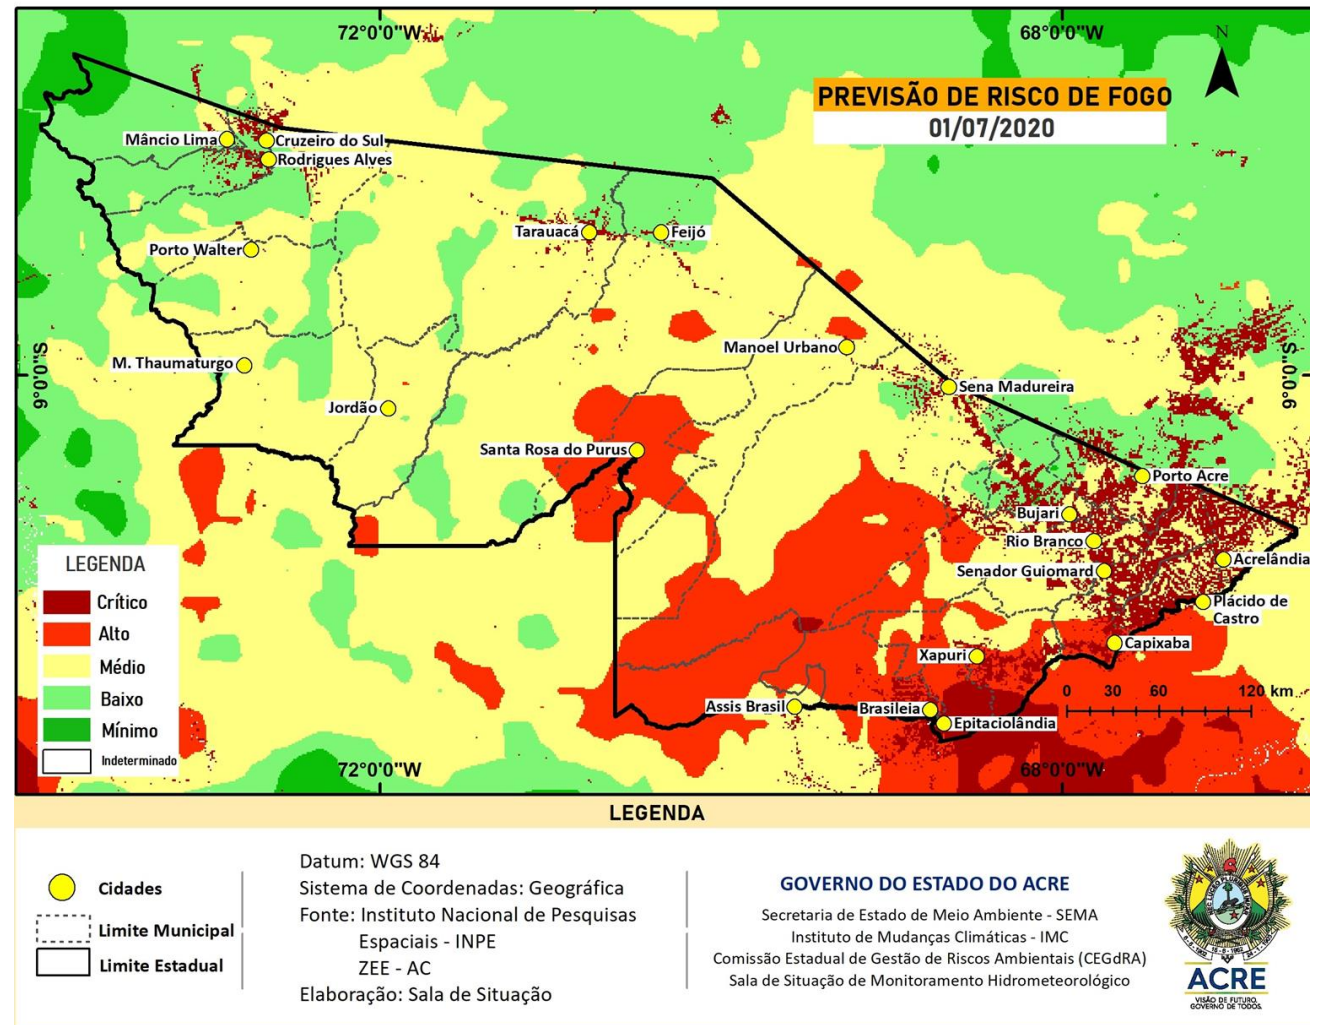 72°0'0"W
68°0'0"W
N
PREVISÃO DE RISCO DE FOGO
01/07/2020
Mâncio Lima
Cruzeiro do Sul
Rodrigues Alves
Tarauacá
Feijó
Porto Walter
Manoel Urbano
9°0'0"S
9°0'0"S
M. Thaumaturgo
Sena Madureira
Jordão
Santa Rosa do Purus
Porto Acre
Bujari
Rio Branco
Acrelândia
Senador Guiomard
Plácido de
Castro
Capixaba
Xapuri
Assis Brasil
Brasileia
Epitaciolândia
0 30 60 120 km
LEGENDA
Crítico
Alto
Médio
Baixo
Mínimo
Indeterminado
72°0'0"W
68°0'0"W
LEGENDA
Cidades
Limite Municipal
Limite Estadual
Datum: WGS 84
Sistema de Coordenadas: Geográfica
Fonte: Instituto Nacional de Pesquisas
Espaciais - INPE
ZEE - AC
Elaboração: Sala de Situação
GOVERNO DO ESTADO DO ACRE
Secretaria de Estado de Meio Ambiente - SEMA
Instituto de Mudanças Climáticas - IMC
Comissão Estadual de Gestão de Riscos Ambientais (CEGdRA)
Sala de Situação de Monitoramento Hidrometeorológico
ACRE
VISÃO DE FUTURO,
GOVERNO DE TODOS.